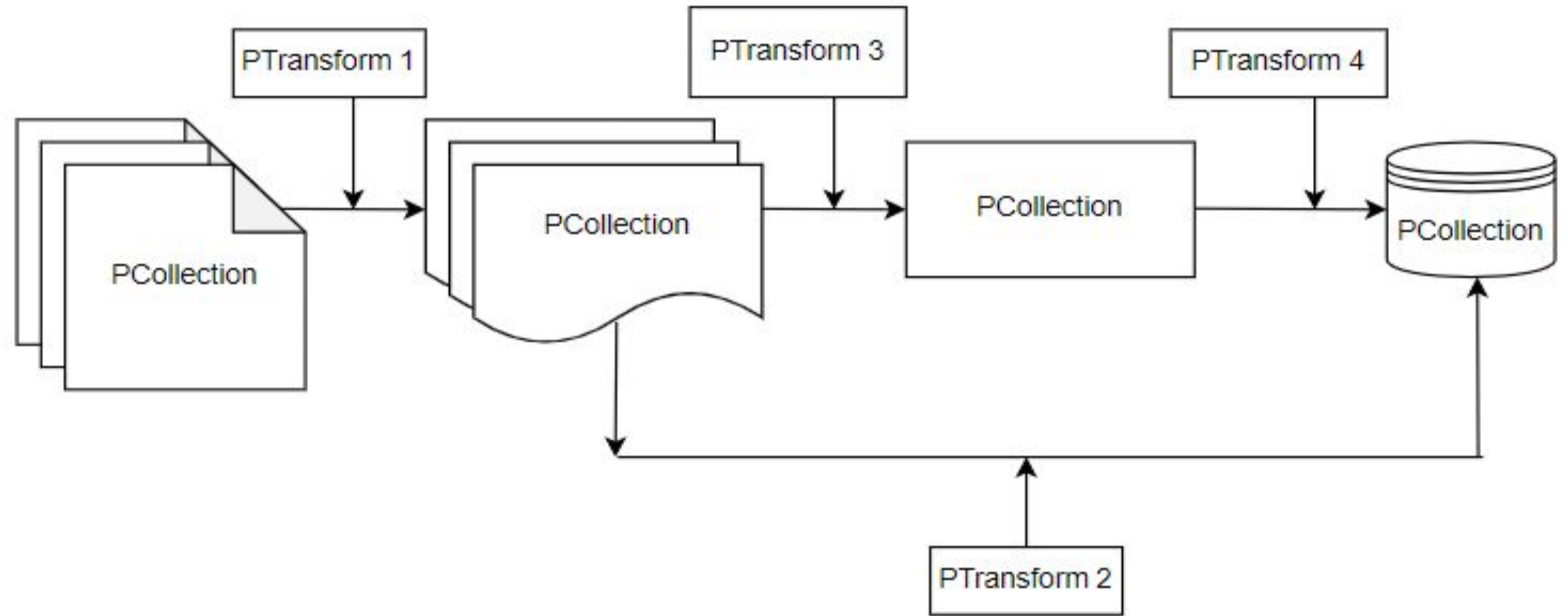 PTransform 1
PTransform 3
PTransform 4
PCollection
PCollection
PCollection
PCollection
PTransform 2